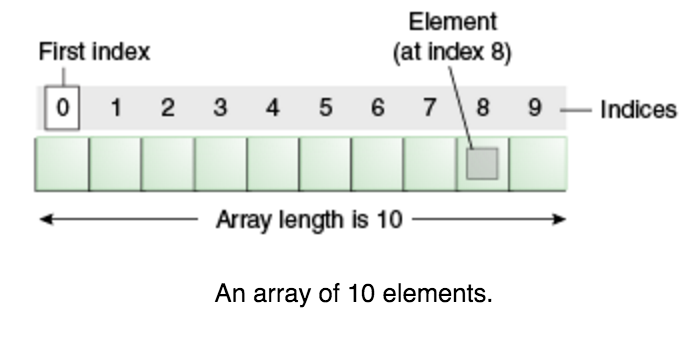 Element
First index
(at index 8)
0 1 2 3 4 5 6 7 8 9
Indices
Array length is 10
An array of 10 elements.